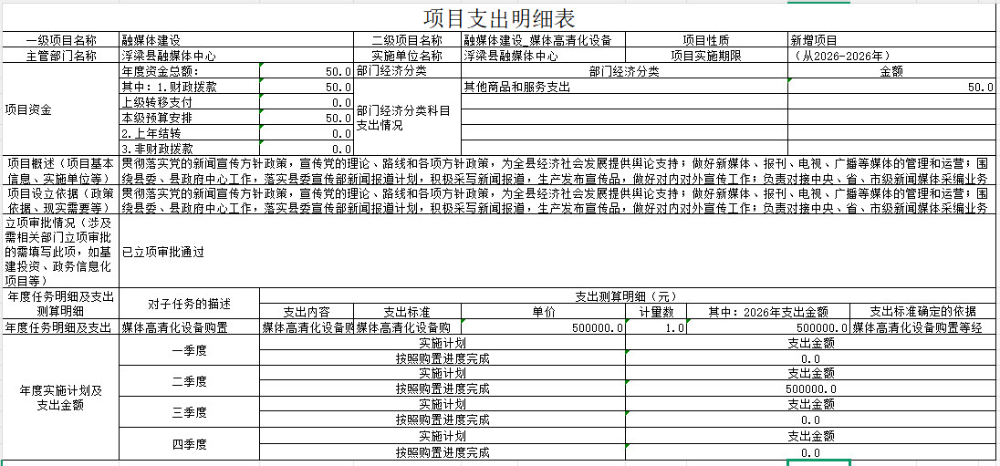 项目支出明细表
一级项目名称 融媒体建设 二级项目名称 融媒体建设_媒体高清化设备 项目性质 新增项目
主管部门名称 浮梁县融媒体中心 实施单位名称 浮梁县融媒体中心 项目实施期限 （从2026-2026年）
项目资金 年度资金总额: 50.0 部门经济分类 部门经济分类 金额
其中: 1.财政拨款 50.0 部门经济分类科目支出情况 其他商品和服务支出 50.0
上级转移支付 0.0
本级预算安排 50.0
2.上年结转 0.0
3.非财政拨款 0.0
项目概述（项目基本信息、实施单位等）
贯彻落实党的新闻宣传方针政策，宣传党的理论、路线和各项方针政策，为全县经济社会发展提供舆论支持；做好新媒体、报刊、电视、广播等媒体的管理和运营；围
绕县委、县政府中心工作，落实县委宣传部新闻报道计划，积极采写新闻报道，生产发布宣传品，做好对内对外宣传工作；负责对接中央、省、市级新闻媒体采编业务
项目设立依据（政策依据、现实需要等）
贯彻落实党的新闻宣传方针政策，宣传党的理论、路线和各项方针政策，为全县经济社会发展提供舆论支持；做好新媒体、报刊、电视、广播等媒体的管理和运营；围
绕县委、县政府中心工作，落实县委宣传部新闻报道计划，积极采写新闻报道，生产发布宣传品，做好对内对外宣传工作；负责对接中央、省、市级新闻媒体采编业务
立项审批情况（涉及
需相关部门立项审批
的需填写此项，如基
建投资、政务信息化
项目等）
已立项审批通过
年度任务明细及支出
测算明细
对子任务的描述 支出测算明细（元）
支出内容 支出标准 单价 计量数 其中: 2026年支出金额 支出标准确定的依据
年度任务明细及支出 媒体高清化设备购置 媒体高清化设备购 媒体高清化设备购 500000.0 1.0 500000.0 媒体高清化设备购置等经
年度实施计划及
支出金额
一季度 实施计划 支出金额
按照购置进度完成 0.0
二季度 实施计划 支出金额
按照购置进度完成 500000.0
三季度 实施计划 支出金额
按照购置进度完成 0.0
四季度 实施计划 支出金额
按照购置进度完成 0.0